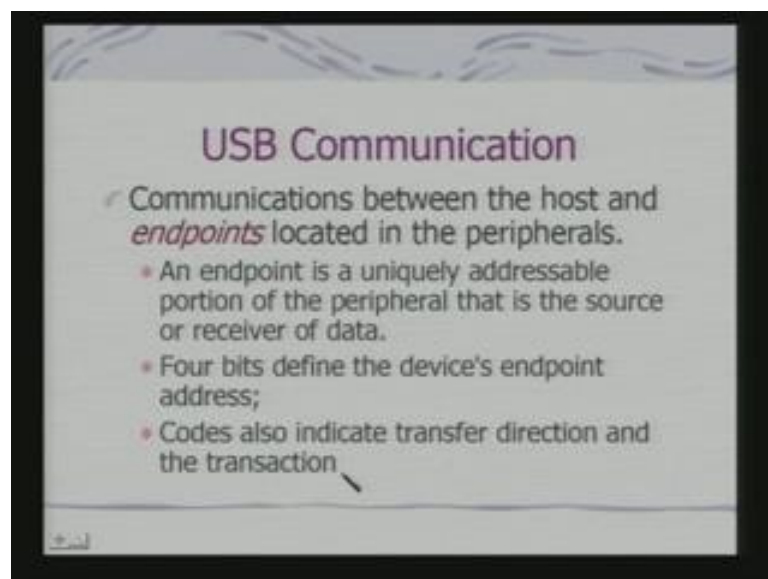 USB Communication
Communications between the host and
endpoints located in the peripherals.
An endpoint is a uniquely addressable
portion of the peripheral that is the source
or receiver of data.
Four bits define the device's endpoint
address;
Codes also indicate transfer direction and
the transaction